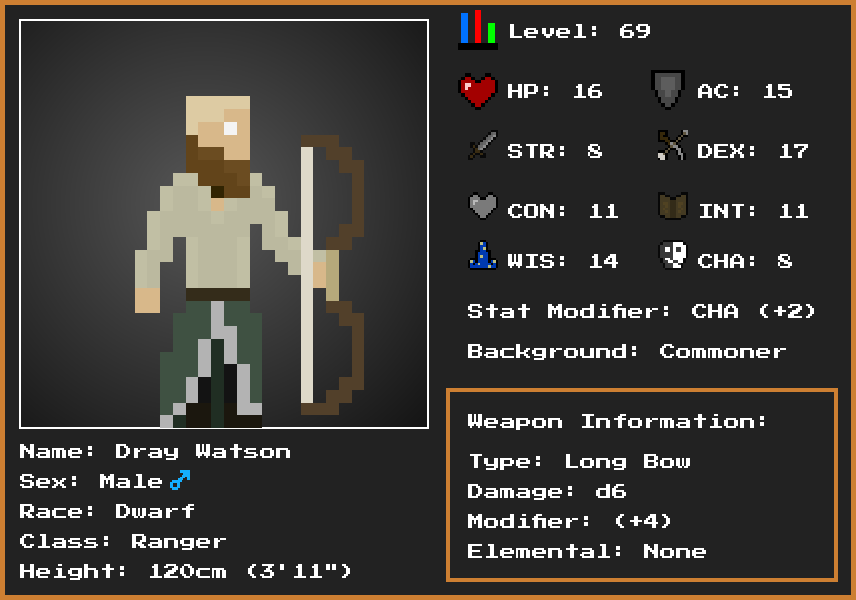 Level: 69
HP: 16 AC: 15
STR: 8 DEX: 17
CON: 11 INT: 11
WIS: 14 CHA: 8
Stat Modifier: CHA (+2)
Background: Commoner
Weapon Information:
Type: Long Bow
Damage: d6
Modifier: (+4)
Elemental: None
Name: Dray Watson
Sex: Male ♂
Race: Dwarf
Class: Ranger
Height: 120cm (3'11")